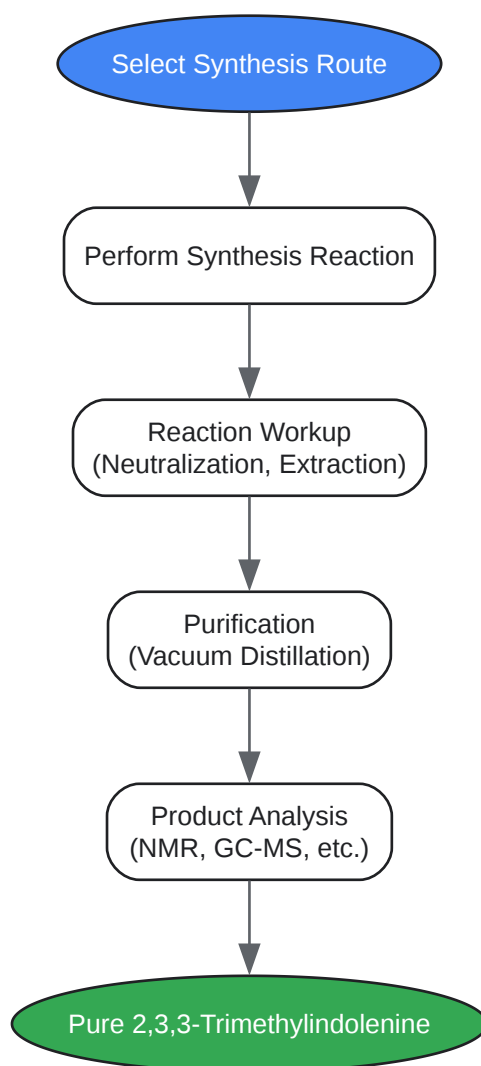 Select Synthesis Route
Perform Synthesis Reaction
Reaction Workup
(Neutralization, Extraction)
Purification
(Vacuum Distillation)
Product Analysis
(NMR, GC-MS, etc.)
Pure 2,3,3-Trimethylindolenine